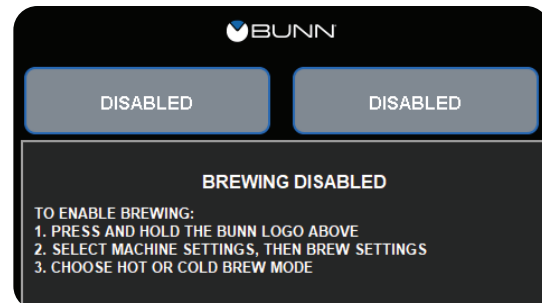 BUNN
DISABLED
DISABLED
BREWING DISABLED
TO ENABLE BREWING:
1. PRESS AND HOLD THE BUNN LOGO ABOVE
2. SELECT MACHINE SETTINGS, THEN BREW SETTINGS
3. CHOOSE HOT OR COLD BREW MODE